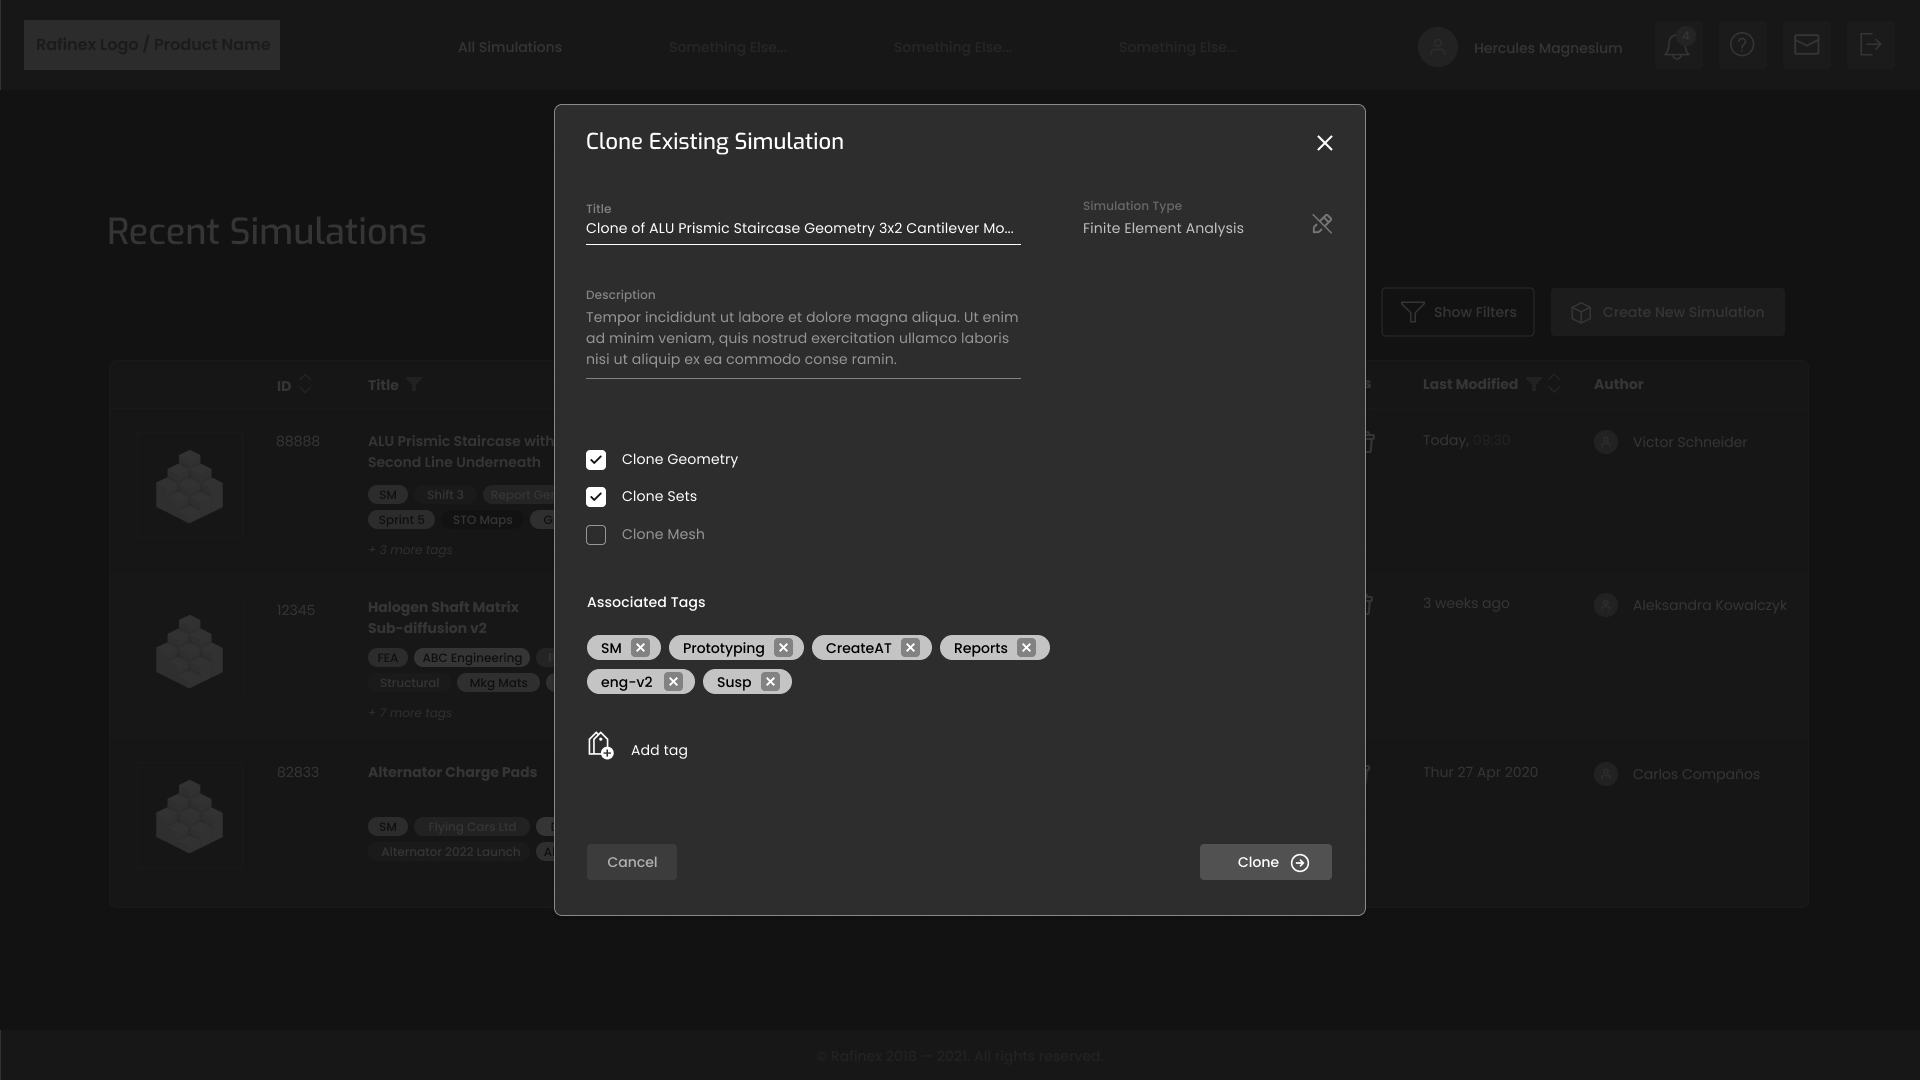 Rafinex Logo / Product Name
All Simulations
Something Else...
Something Else...
Something Else...
Hercules Magnesium
4
Recent Simulations
Show Filters
Create New Simulation
ID
Title
Last Modified
Author
88888
ALU Prismic Staircase with
Second Line Underneath
SM
Shift 3
Report
Sprint 5
STO Maps
+ 3 more tags
Today, 09:30
Victor Schneider
12345
Halogen Shaft Matrix
Sub-diffusion v2
FEA
ABC Engineering
Structural
Mkg Mats
+ 7 more tags
3 weeks ago
Aleksandra Kowalczyk
82833
Alternator Charge Pads
SM
Flying Cars Ltd
Alternator 2022 Launch
Thur 27 Apr 2020
Carlos Compaños
Clone Existing Simulation
Title
Clone of ALU Prismic Staircase Geometry 3x2 Cantilever Mo...
Simulation Type
Finite Element Analysis
Description
Tempor incididunt ut labore et dolore magna aliqua. Ut enim
ad minim veniam, quis nostrud exercitation ullamco laboris
nisi ut aliquip ex ea commodo conse ramin.
Clone Geometry
Clone Sets
Clone Mesh
Associated Tags
SM
Prototyping
CreateAT
Reports
eng-v2
Susp
Add tag
Cancel
Clone
© Rafinex 2018 — 2021. All rights reserved.